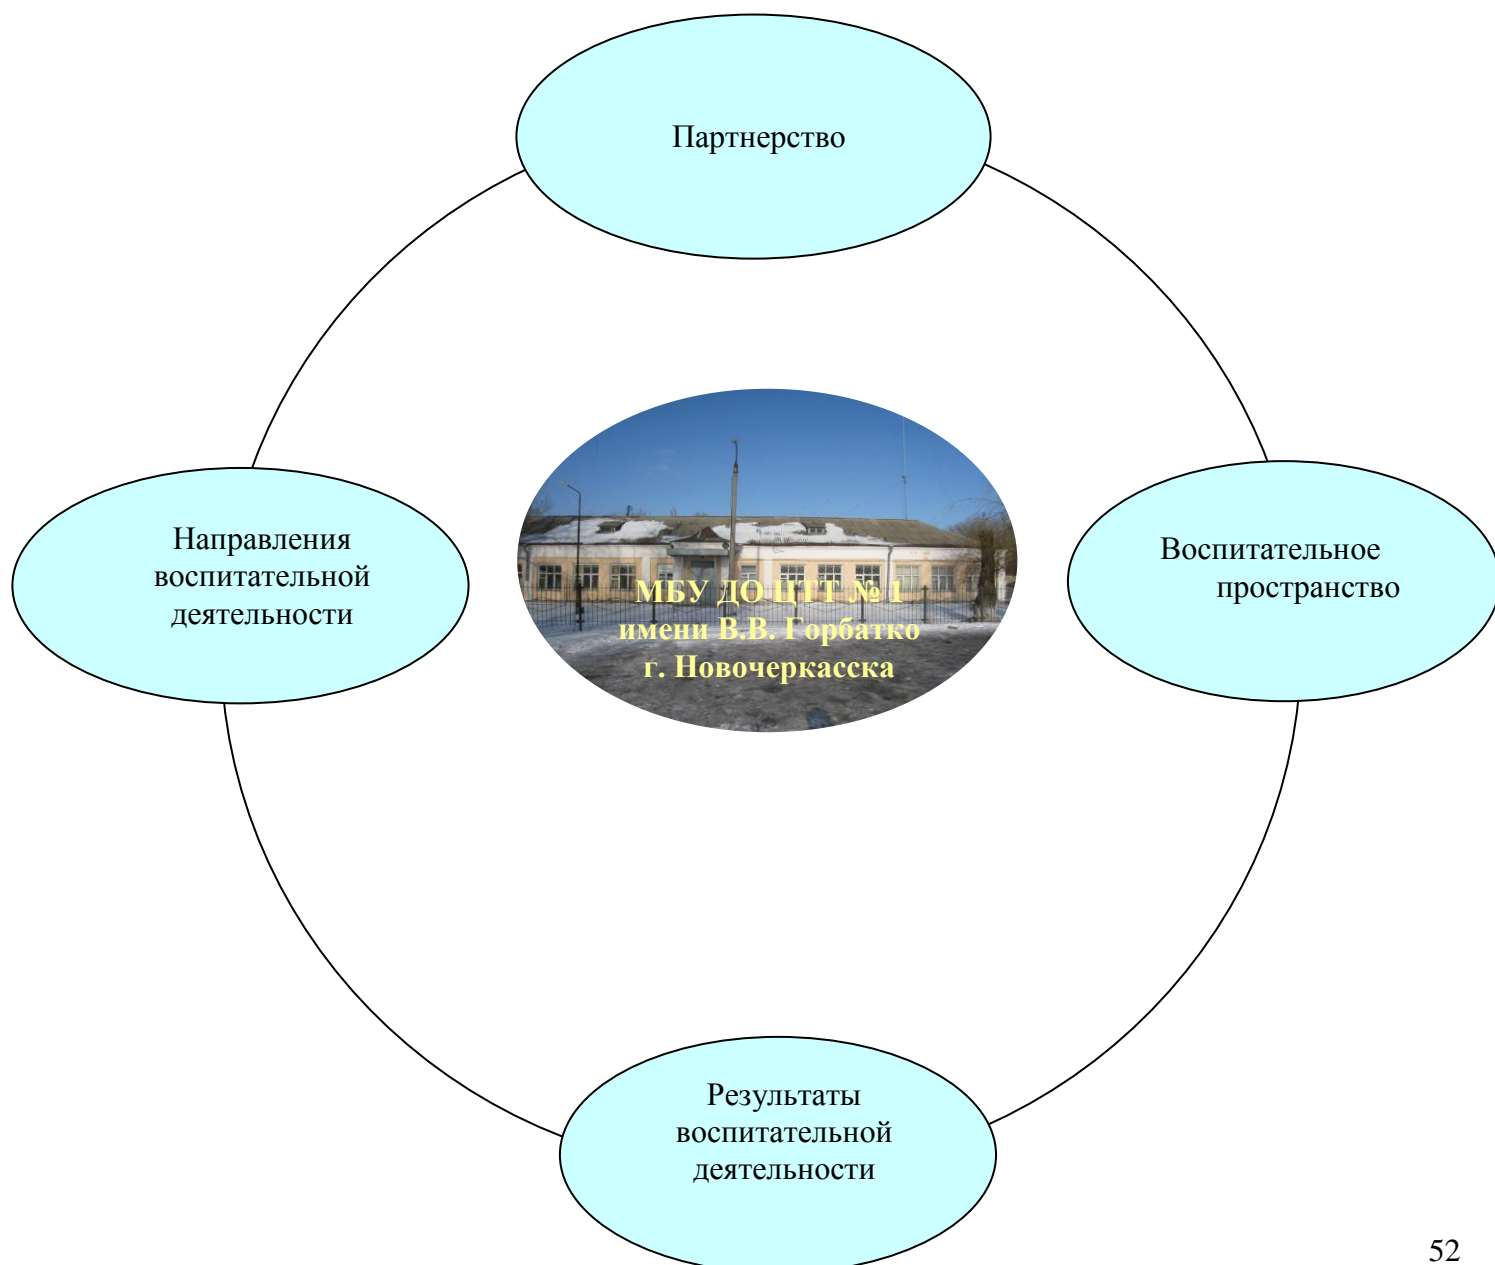 Партнерство
Направления
воспитательной
деятельности
МБУ ДО ЦТТ № 1
имени В.В. Горбатко
г. Новочеркасска
Воспитательное
пространство
Результаты
воспитательной
деятельности
52